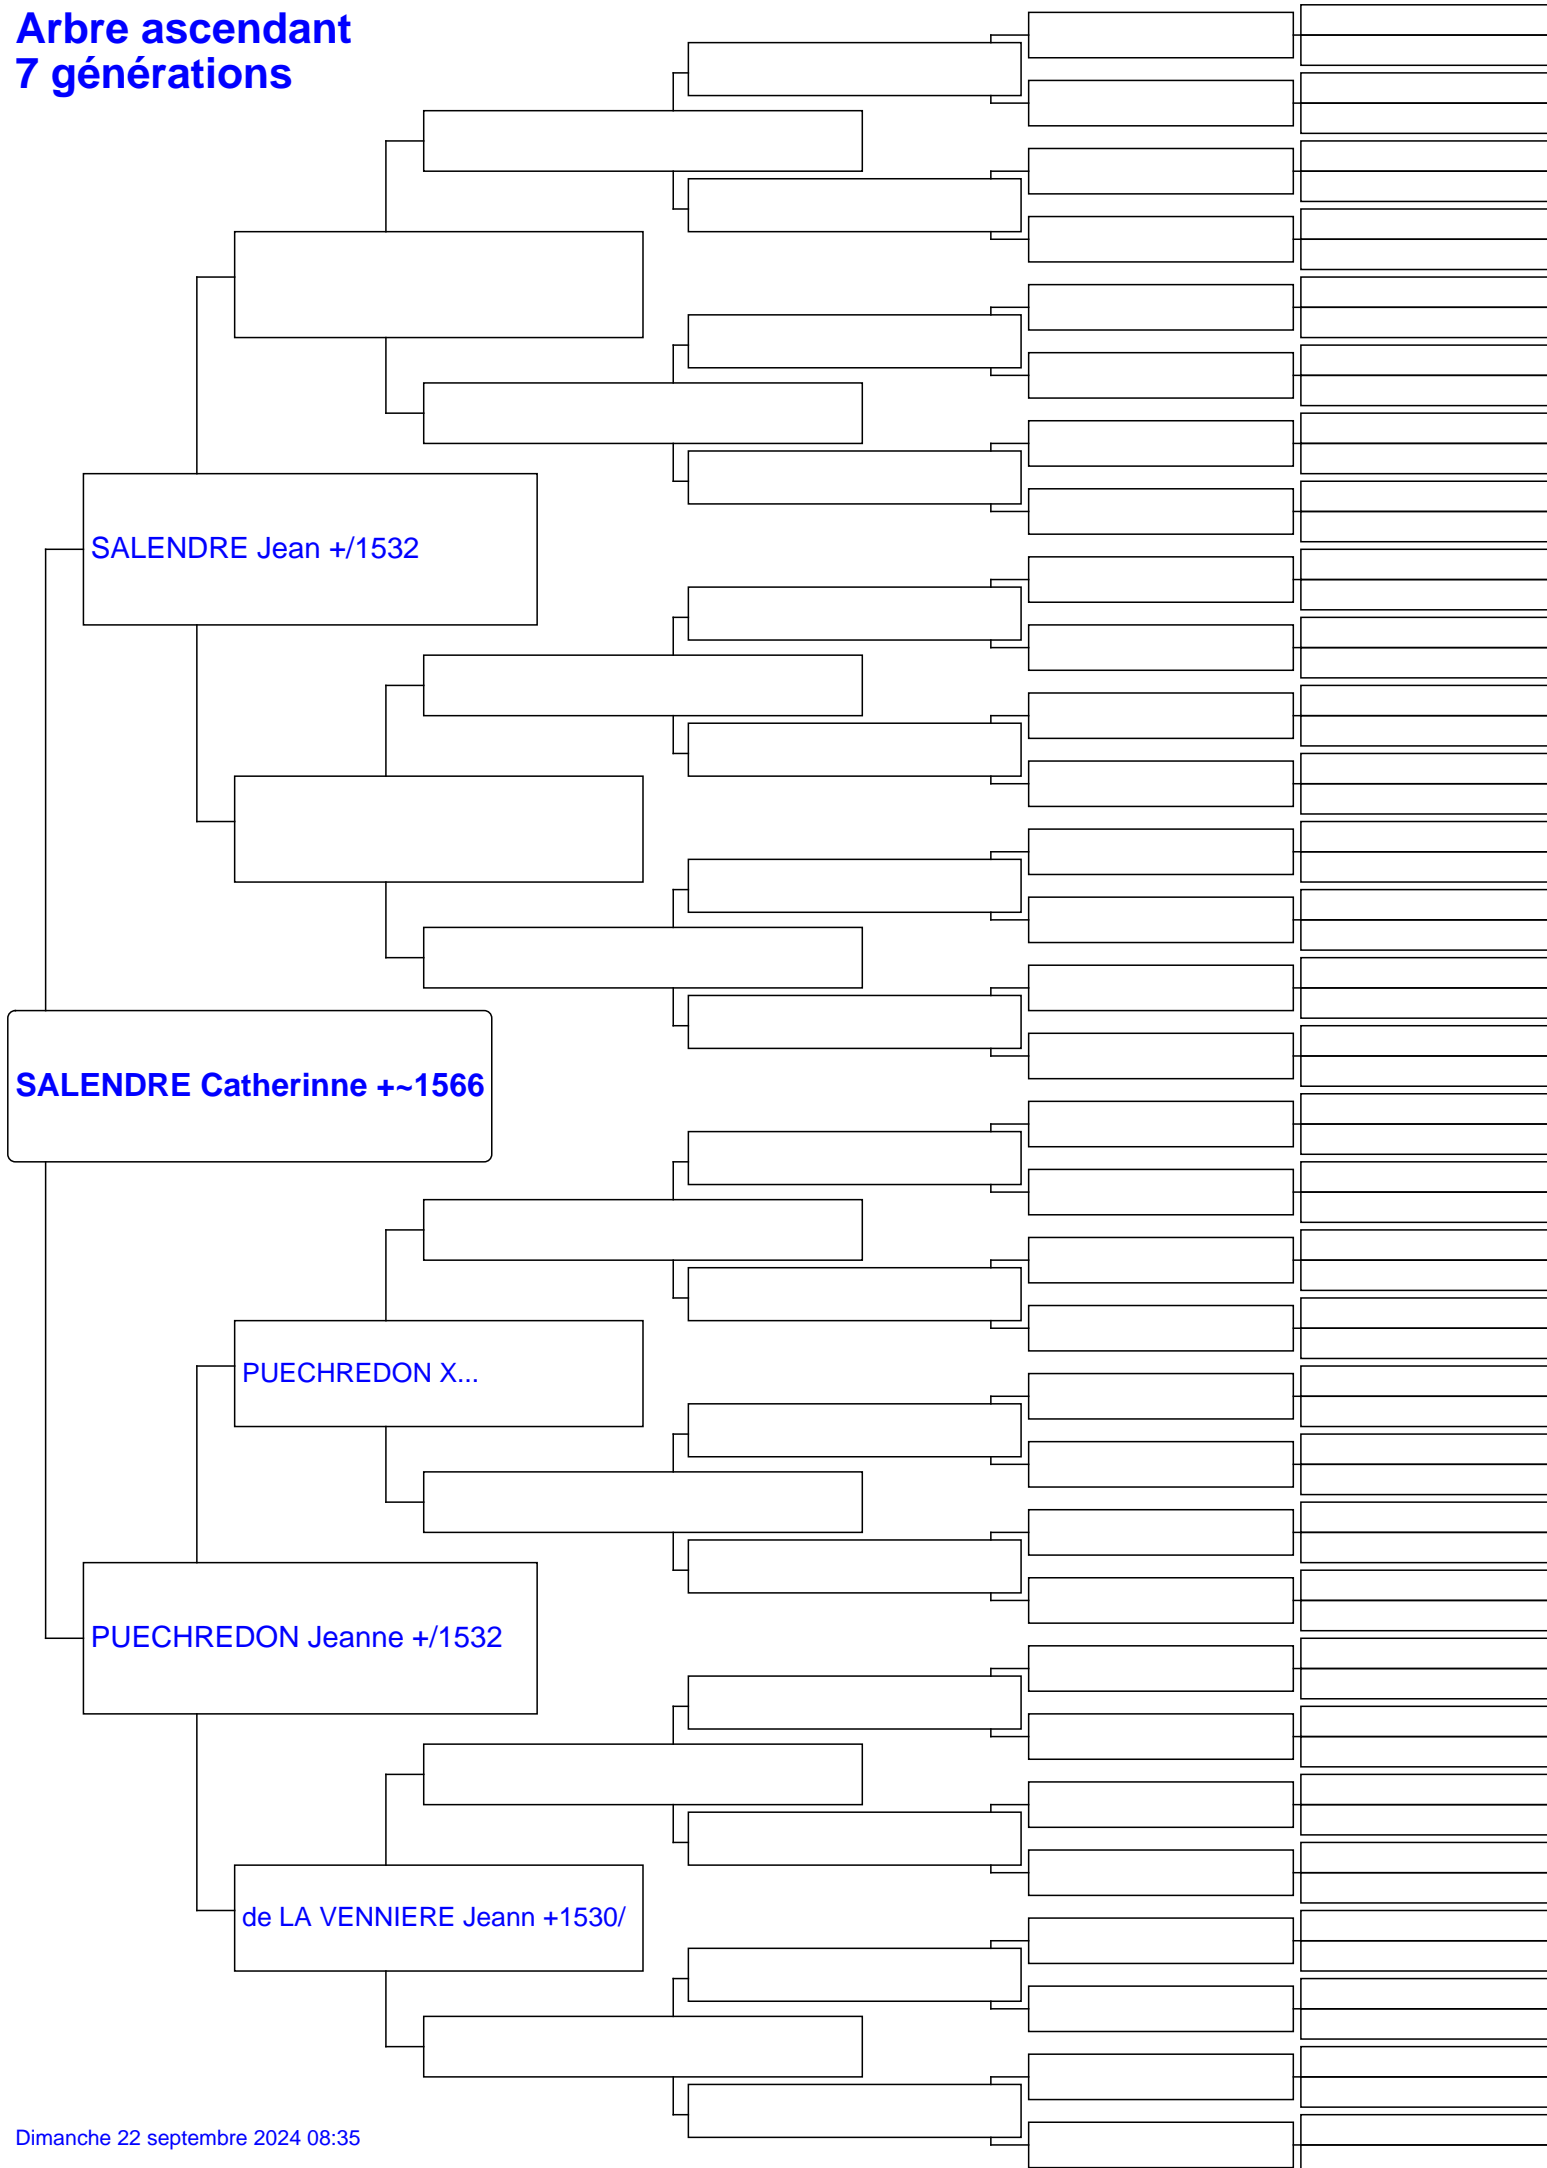 Arbre ascendant
7 générations
SALENDRE Jean +/1532
SALENDRE Catherinne +~1566
PUECHREDON X...
PUECHREDON Jeanne +/1532
de LA VENNIERE Jeann +1530/
Dimanche 22 septembre 2024 08:35